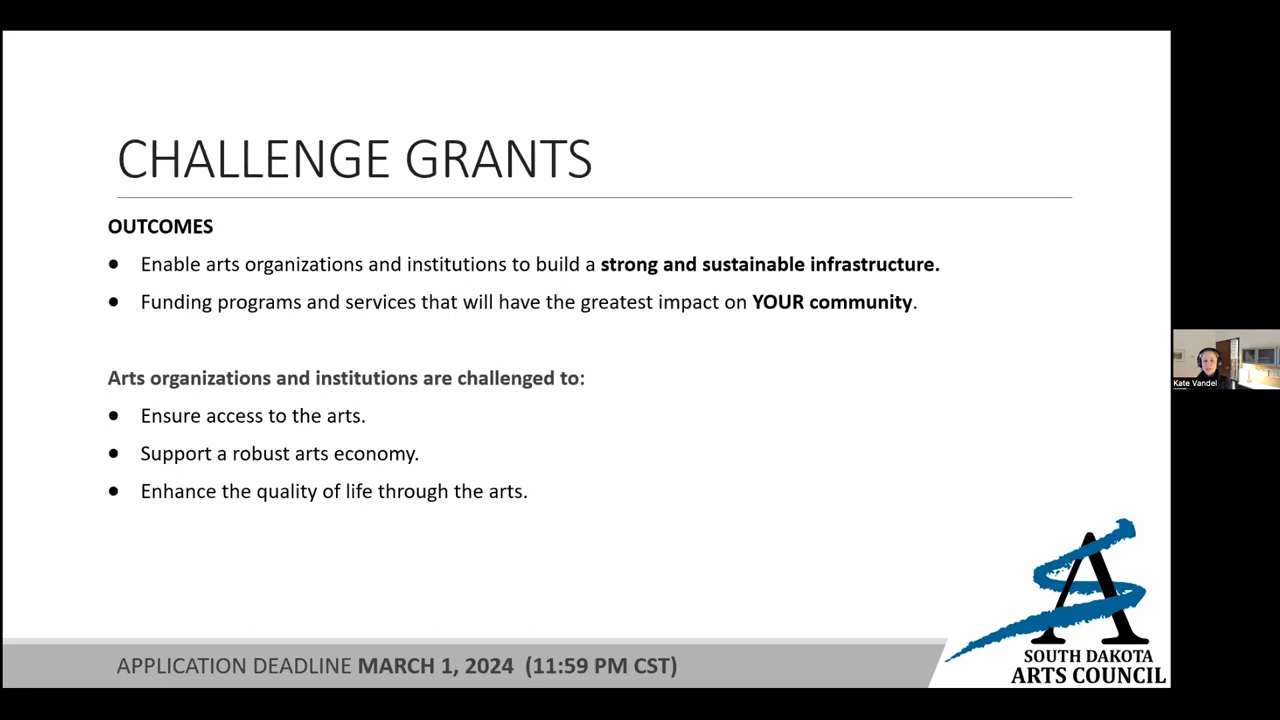 CHALLENGE GRANTS
OUTCOMES
● Enable arts organizations and institutions to build a strong and sustainable infrastructure.
● Funding programs and services that will have the greatest impact on YOUR community.
Arts organizations and institutions are challenged to:
● Ensure access to the arts.
● Support a robust arts economy.
● Enhance the quality of life through the arts.
Kate Vandel
APPLICATION DEADLINE MARCH 1, 2024 (11:59 PM CST)
SA
SOUTH DAKOTA
ARTS COUNCIL